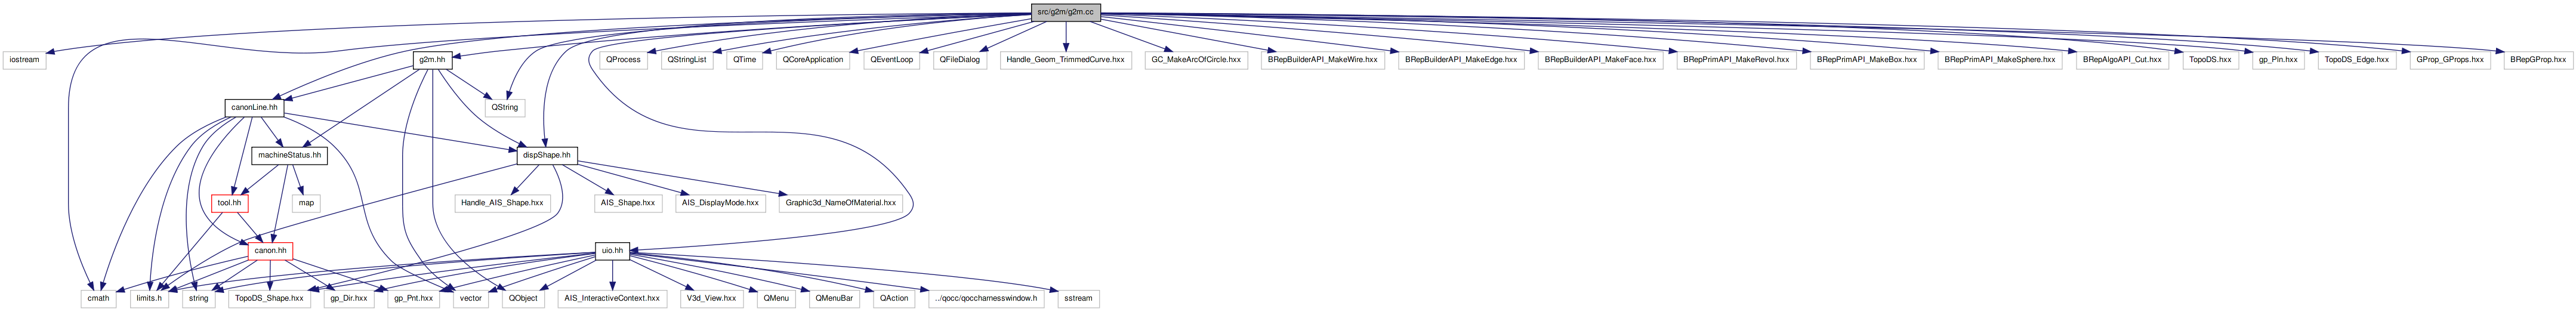 src/g2m/g2m.cc
iostream
g2m.hh
QProcess
QStringList
QTime
QCoreApplication
QEventLoop
QFileDialog
Handle_Geom_TrimmedCurve.hxx
GC_MakeArcOfCircle.hxx
BRepBuilderAPI_MakeWire.hxx
BRepBuilderAPI_MakeEdge.hxx
BRepBuilderAPI_MakeFace.hxx
BRepPrimAPI_MakeRevol.hxx
BRepPrimAPI_MakeBox.hxx
BRepPrimAPI_MakeSphere.hxx
BRepAlgoAPI_Cut.hxx
TopoDS.hxx
gp_Pln.hxx
TopoDS_Edge.hxx
GProp_GProps.hxx
BRepGProp.hxx
canonLine.hh
QString
machineStatus.hh
dispShape.hh
tool.hh
map
Handle_AIS_Shape.hxx
AIS_Shape.hxx
AIS_DisplayMode.hxx
Graphic3d_NameOfMaterial.hxx
canon.hh
uio.hh
cmath
limits.h
string
TopoDS_Shape.hxx
gp_Dir.hxx
gp_Pnt.hxx
vector
QObject
AIS_InteractiveContext.hxx
V3d_View.hxx
QMenu
QMenuBar
QAction
../qocc/qoccharnesswindow.h
sstream